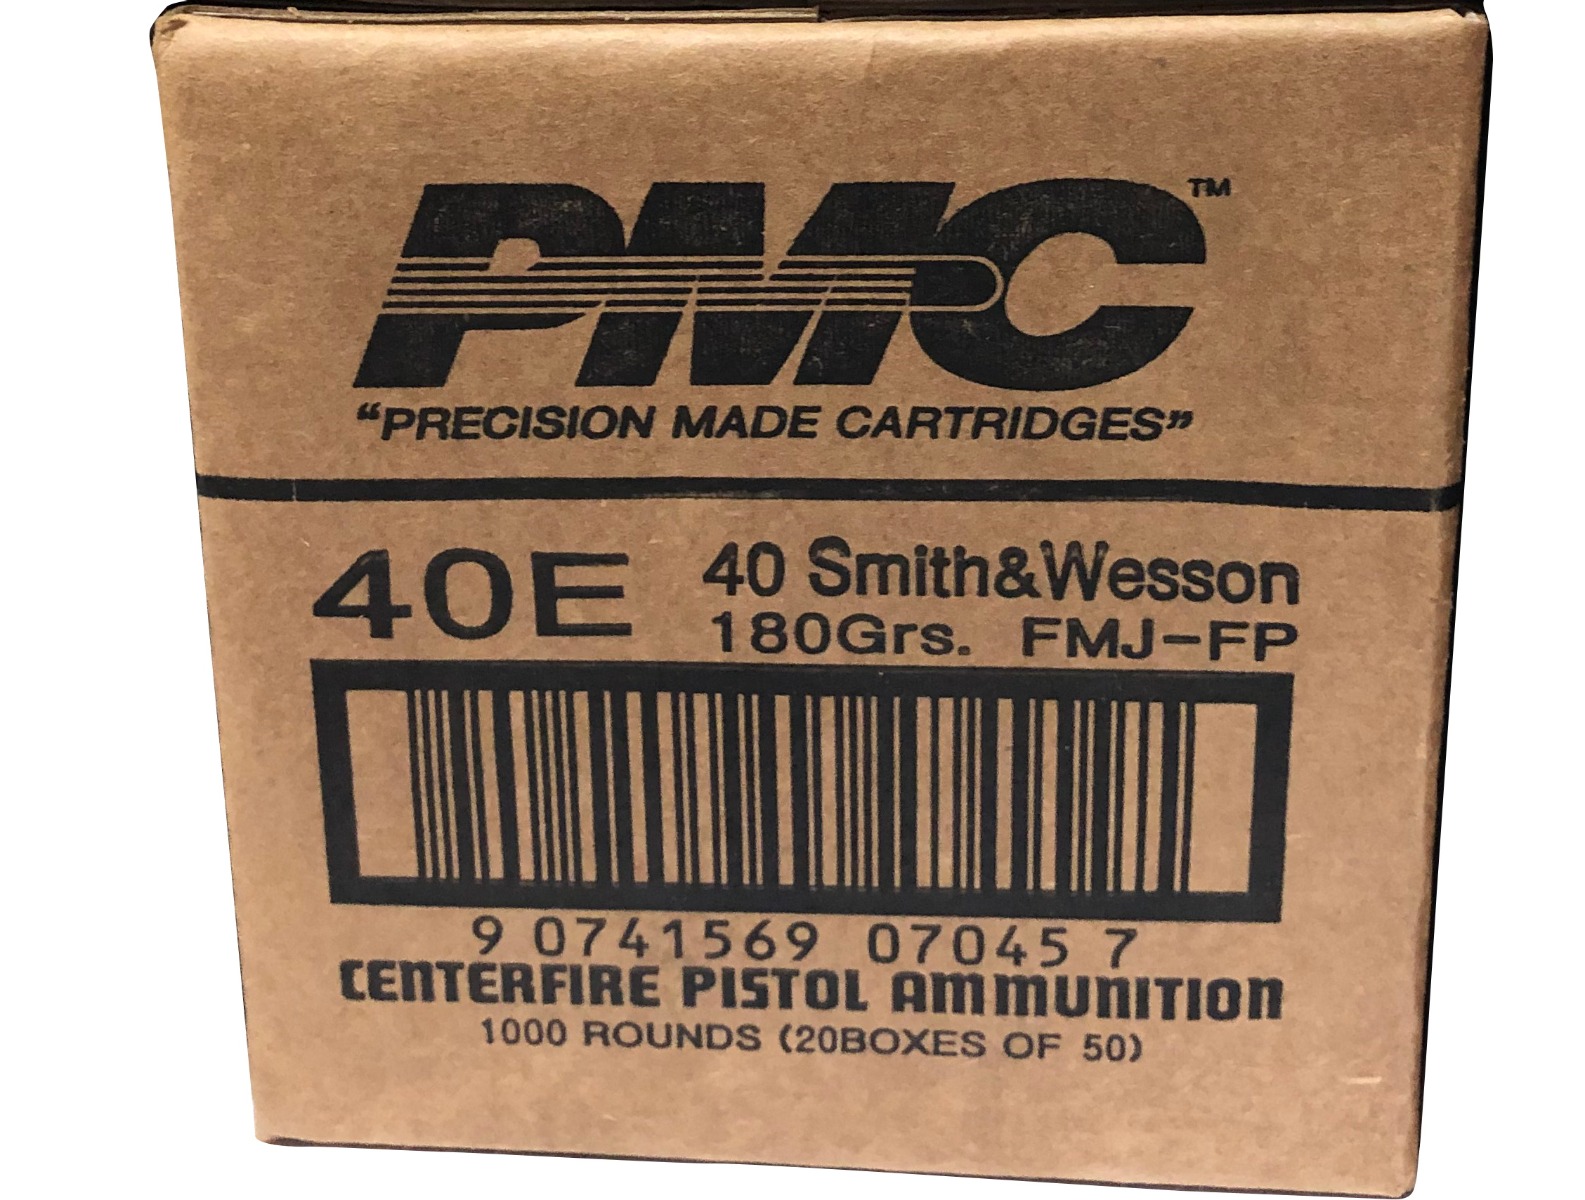 PMC™
“PRECISION MADE CARTRIDGES”
40E
40 Smith&Wesson
180Grs. FMJ-FP
9 0741569 07045 7
CENTERFIRE PISTOL AMMUNITION
1000 ROUNDS (20BOXES OF 50)